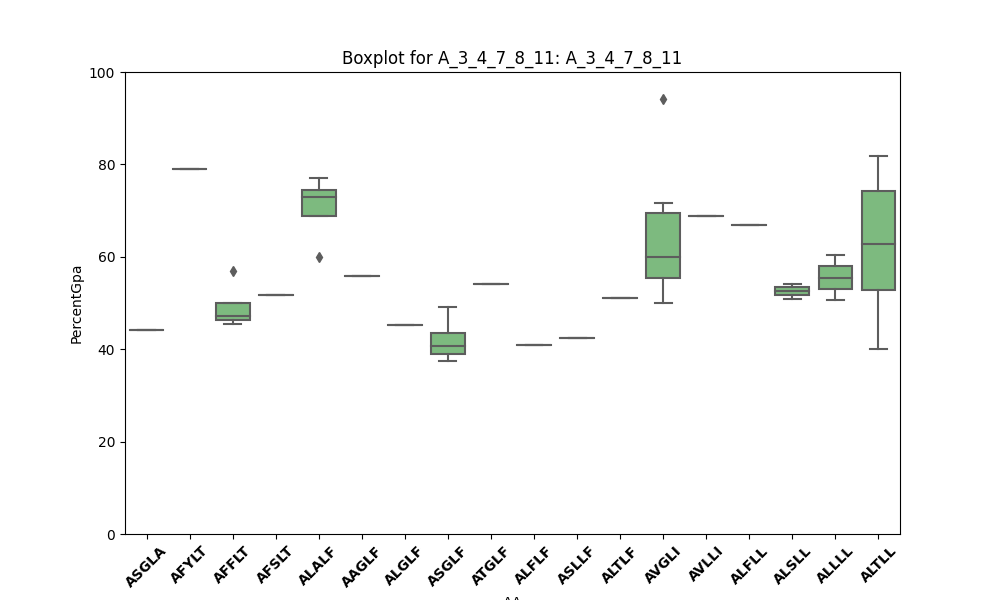 Boxplot for A_3_4_7_8_11: A_3_4_7_8_11
100
80
60
40
20
0
PercentGpa
ASGLA AFYLT AFFLT AFSLT ALALF AAGLF ALGLF ASGLF ATGLF ALFLF ASLLF ALTLF AVGLI AVLLI ALFLL ALSLL ALLLL ALTLL
AA